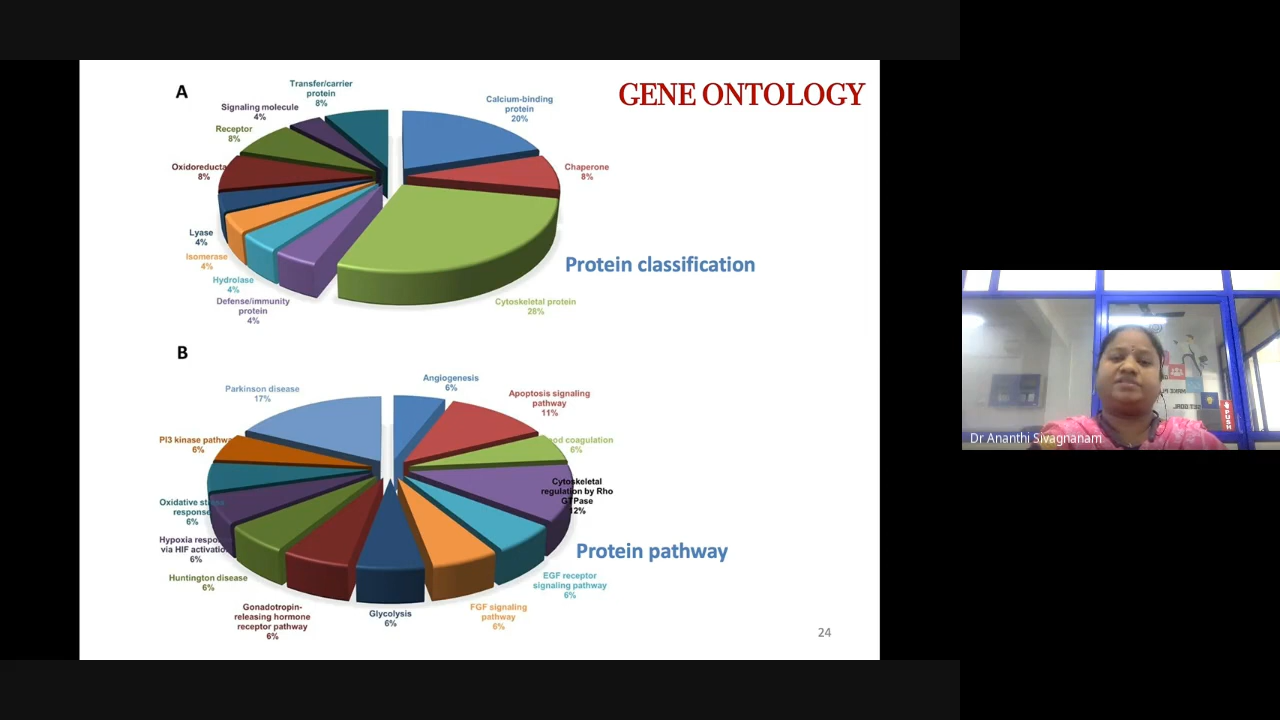 GENE ONTOLOGY
A
Transfer/carrier
protein
8%
Signaling molecule
4%
Receptor
8%
Oxidoreducta
8%
Lyase
4%
Isomerase
4%
Hydrolase
4%
Defense/immunity
protein
4%
Calcium-binding
protein
20%
Chaperone
8%
Cytoskeletal protein
28%
Protein classification
B
Parkinson disease
17%
PI3 kinase pathway
6%
Oxidative stress
response
6%
Hypoxia respo
via HIF activation
6%
Huntington disease
6%
Gonadotropin-
releasing hormone
receptor pathway
6%
Glycolysis
6%
FGF signaling
pathway
6%
EGF receptor
signaling pathway
6%
Cytoskeletal
regulation by Rho
GTPase
12%
coagulation
6%
Apoptosis signaling
pathway
11%
Angiogenesis
6%
Protein pathway
24
Dr Ananthi Sivagnanam
PUSH